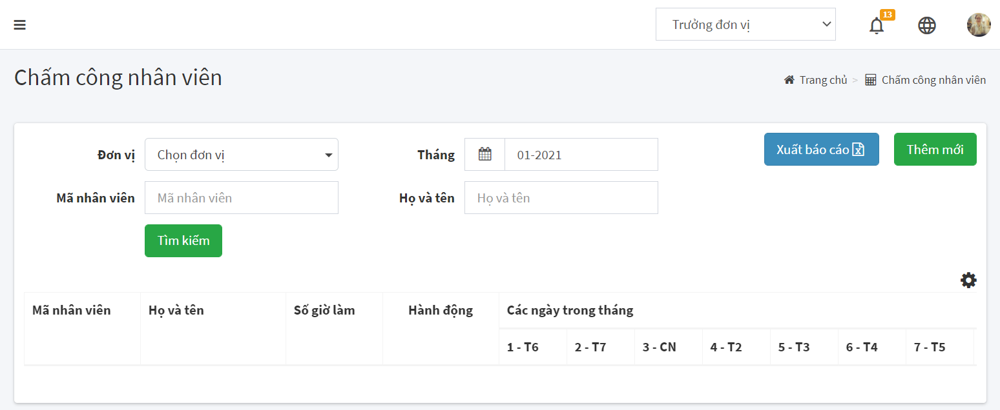 Trưởng đơn vị
13
Chấm công nhân viên
Trang chủ > Chấm công nhân viên
Đơn vị Chọn đơn vị Tháng 01-2021 Xuất báo cáo Thêm mới
Mã nhân viên Mã nhân viên Họ và tên Họ và tên
Tìm kiếm
Mã nhân viên Họ và tên Số giờ làm Hành động Các ngày trong tháng
1 - T6 2 - T7 3 - CN 4 - T2 5 - T3 6 - T4 7 - T5